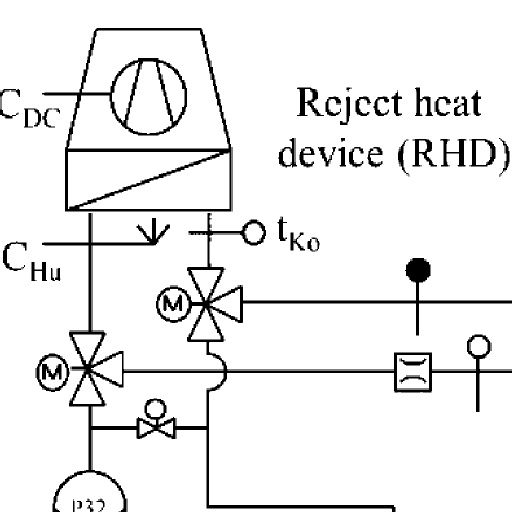 C_DC
Reject heat
device (RHD)
t_Ko
C_Hu
M
M
P32